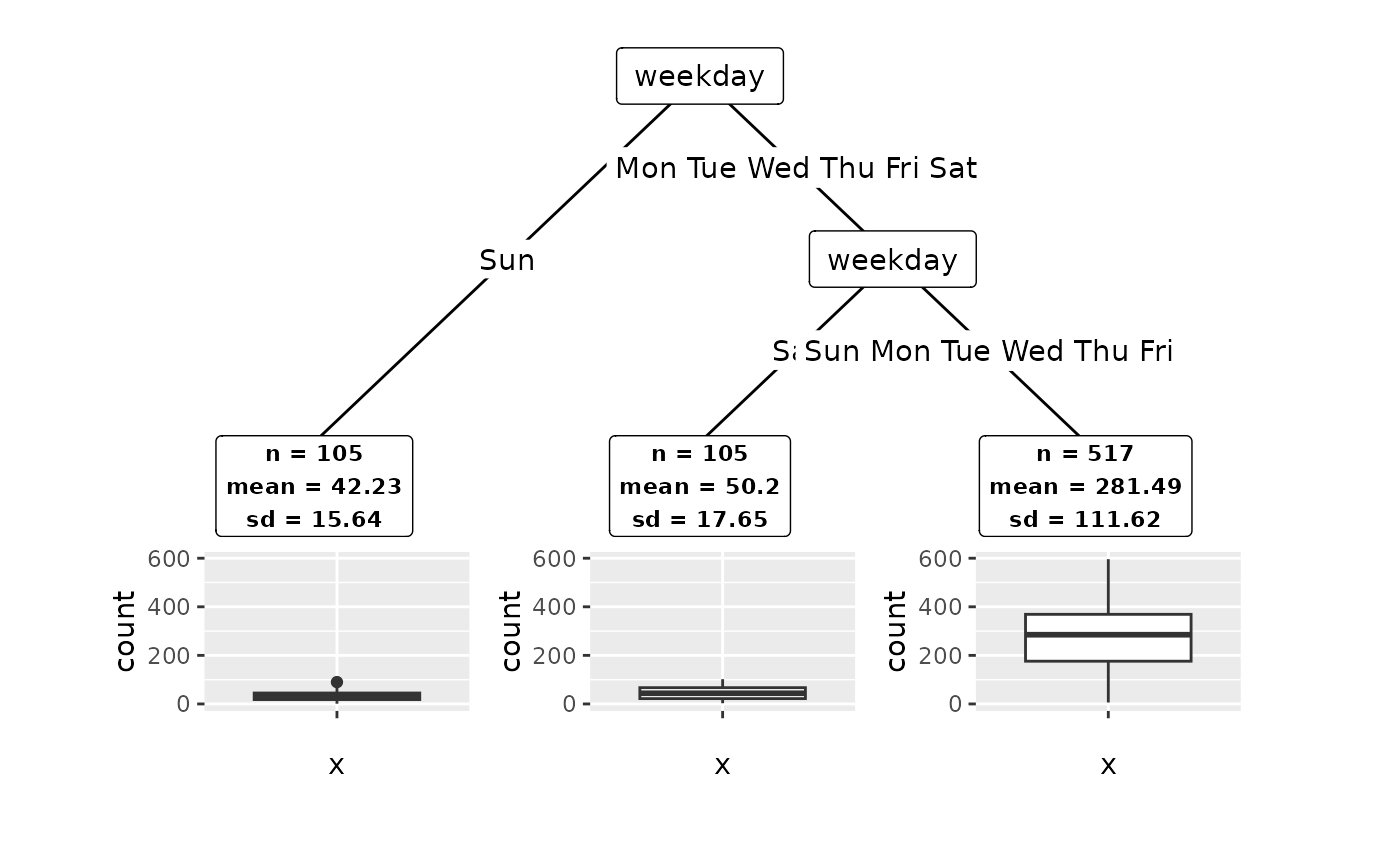 weekday
Mon Tue Wed Thu Fri Sat
Sun
weekday
Sun Mon Tue Wed Thu Fri
n = 105
mean = 42.23
sd = 15.64
n = 105
mean = 50.2
sd = 17.65
n = 517
mean = 281.49
sd = 111.62
600
400
200
0
count
x
600
400
200
0
count
x
600
400
200
0
count
x